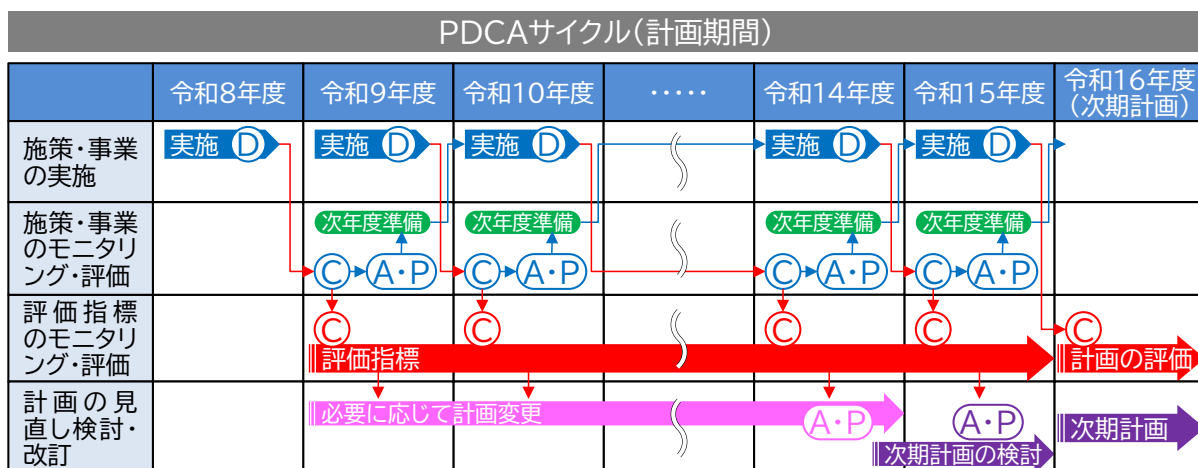 PDCAサイクル(計画期間)
令和8年度 令和9年度 令和10年度 ・・・・・ 令和14年度 令和15年度 令和16年度
(次期計画)
施策・事業
の実施
実施 D 実施 D 実施 D 実施 D 実施 D
施策・事業
のモニタリ
ング・評価
次年度準備 次年度準備 次年度準備 次年度準備
C A・P C A・P C A・P C A・P
評価指標
のモニタリ
ング・評価
C C C C C
評価指標 計画の評価
計画の見
直し検討・
改訂
必要に応じて計画変更
A・P A・P
次期計画の検討 次期計画